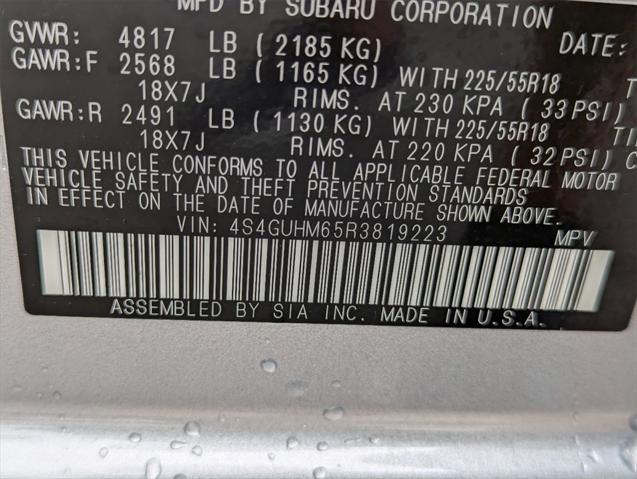 MFD BY SUBARU CORPORATION
GVWR: 4817 LB ( 2185 KG) DATE:
GAWR:F 2568 LB ( 1165 KG) WITH 225/55R18
18X7J RIMS. AT 230 KPA ( 33 PSI)
GAWR:R 2491 LB ( 1130 KG) WITH 225/55R18
18X7J RIMS. AT 220 KPA ( 32 PSI) C
THIS VEHICLE CONFORMS TO ALL APPLICABLE FEDERAL MOTOR
VEHICLE SAFETY AND THEFT PREVENTION STANDARDS
IN EFFECT ON THE DATE OF MANUFACTURE SHOWN ABOVE.
VIN: 4S4GUHM65R3819223 MPV
ASSEMBLED BY SIA INC. MADE IN U.S.A.